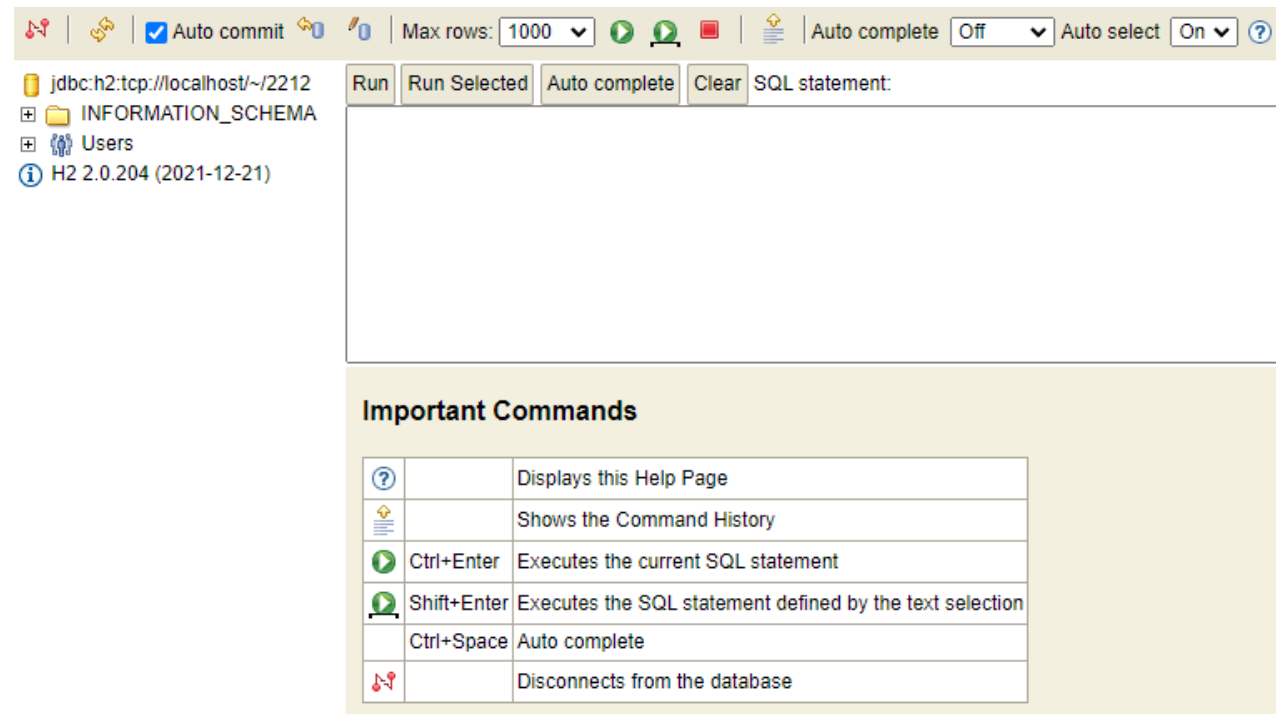 Auto commit Max rows: 1000 Auto complete Off Auto select On ?
jdbc:h2:tcp://localhost/~/2212
INFORMATION_SCHEMA
Users
H2 2.0.204 (2021-12-21)
Run Run Selected Auto complete Clear SQL statement:
Important Commands
? Displays this Help Page
Shows the Command History
Ctrl+Enter Executes the current SQL statement
Shift+Enter Executes the SQL statement defined by the text selection
Ctrl+Space Auto complete
Disconnects from the database